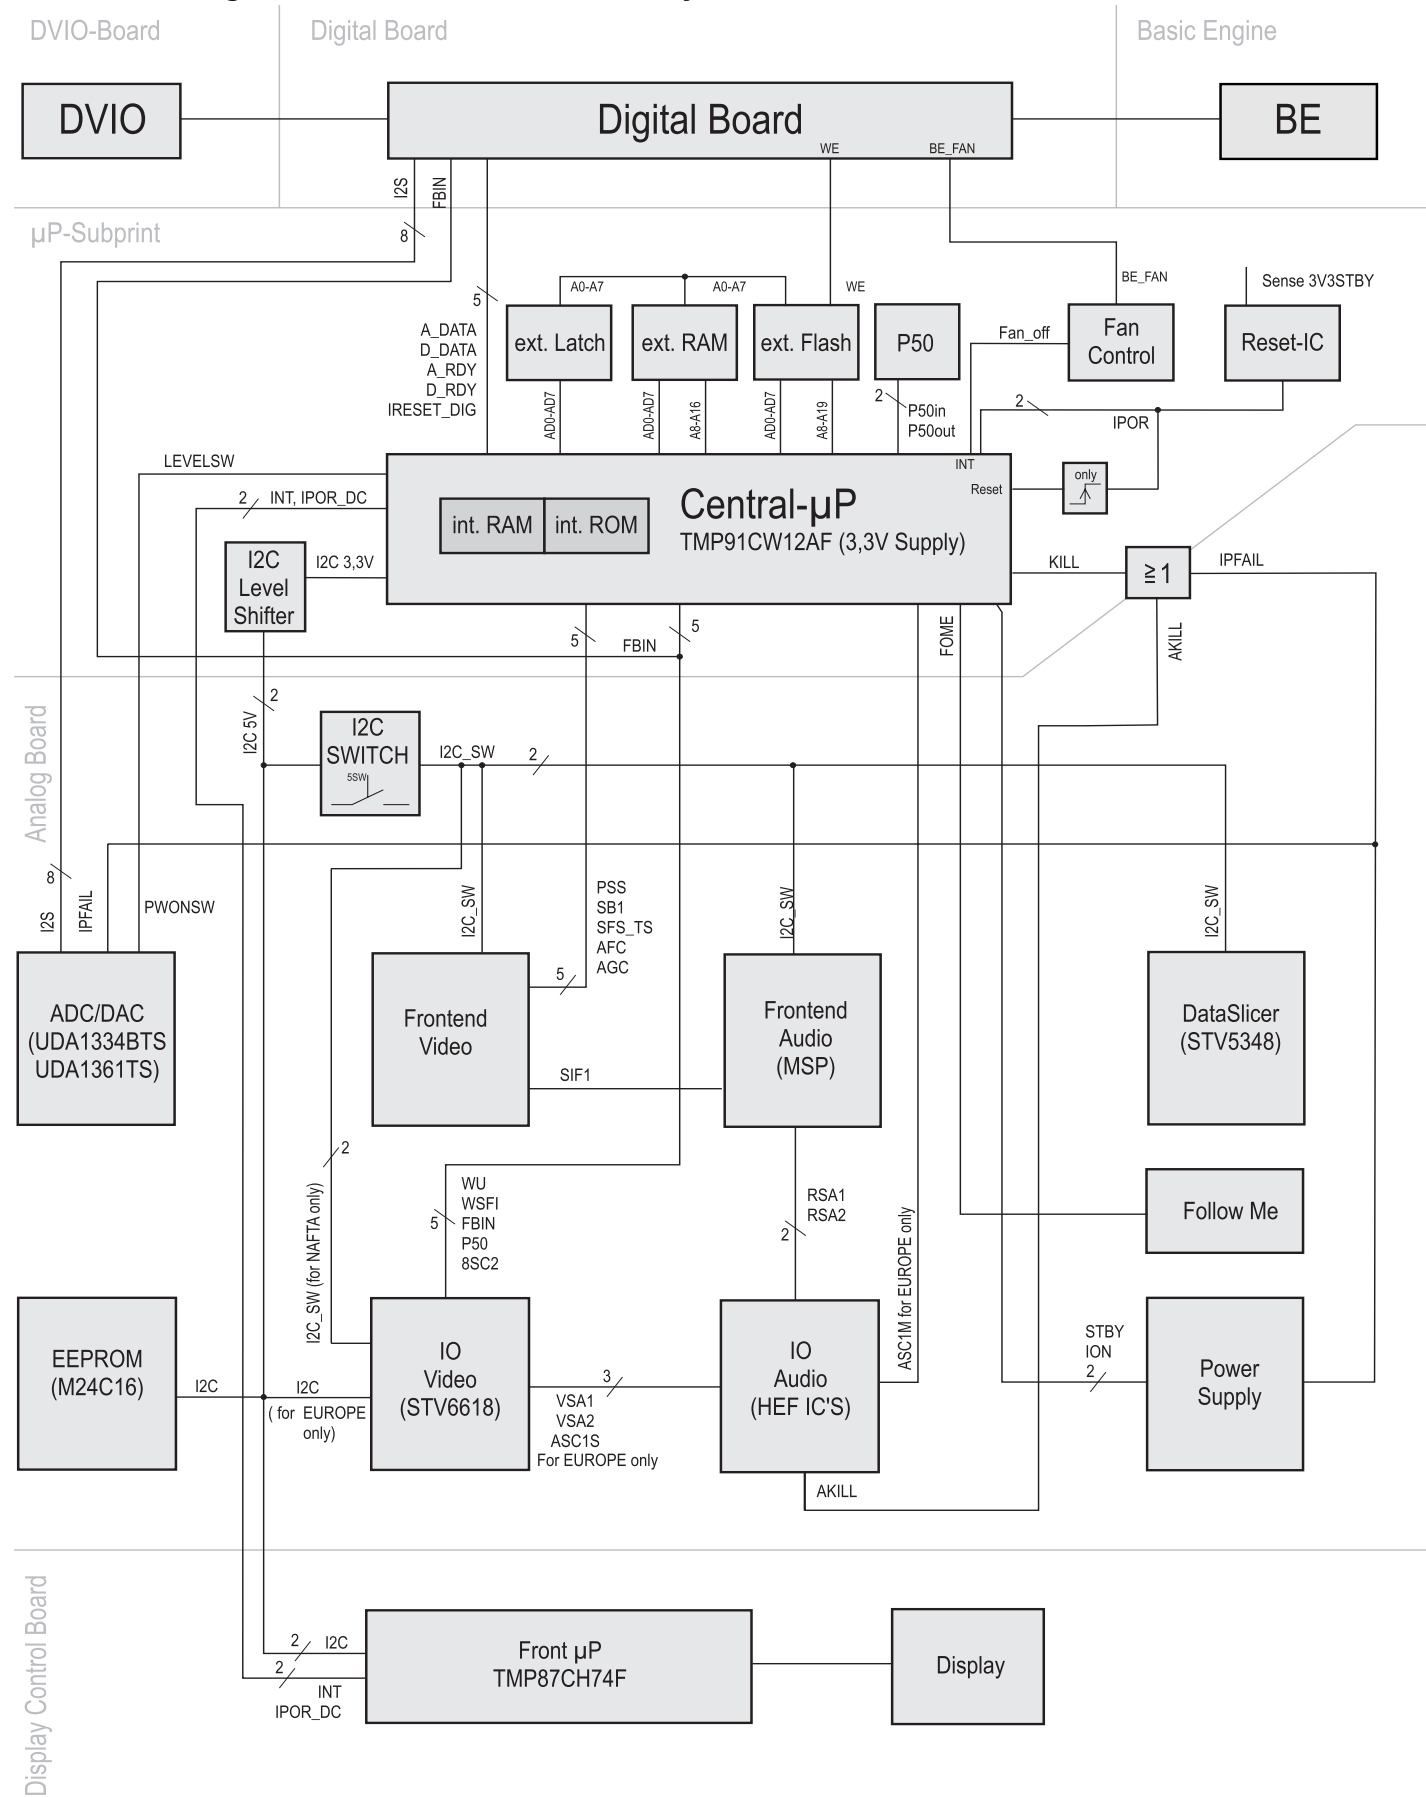 DVIO-Board
Digital Board
Basic Engine
DVIO
Digital Board
BE
WE
BE_FAN
I2S
FBIN
8
µP-Subprint
5
A_DATA
D_DATA
A_RDY
D_RDY
IRESET_DIG
A0-A7
A0-A7
WE
BE_FAN
Sense 3V3STBY
ext. Latch
ext. RAM
ext. Flash
P50
Fan_off
Fan
Control
Reset-IC
AD0-AD7
AD0-AD7
A8-A16
AD0-AD7
A8-A19
2
P50in
P50out
2
IPOR
LEVELSW
INT
Reset
only
2
INT, IPOR_DC
int. RAM
int. ROM
Central-µP
TMP91CW12AF (3,3V Supply)
I2C
Level
Shifter
I2C 3,3V
KILL
≥1
IPFAIL
5
FBIN
5
FOME
AKILL
Analog Board
I2C 5V
2
I2C
SWITCH
5SW
I2C_SW
2
8
I2S
IPFAIL
PWONSW
I2C_SW
PSS
SB1
SFS_TS
AFC
AGC
5
I2C_SW
I2C_SW
ADC/DAC
(UDA1334BTS
UDA1361TS)
Frontend
Video
SIF1
Frontend
Audio
(MSP)
DataSlicer
(STV5348)
2
I2C_SW (for NAFTA only)
5
WU
WSFI
FBIN
P50
8SC2
RSA1
RSA2
2
ASC1M for EUROPE only
Follow Me
EEPROM
(M24C16)
I2C
I2C
( for EUROPE
only)
IO
Video
(STV6618)
3
VSA1
VSA2
ASC1S
For EUROPE only
IO
Audio
(HEF IC'S)
STBY
ION
2
Power
Supply
AKILL
Display Control Board
2
I2C
2
INT
IPOR_DC
Front µP
TMP87CH74F
Display